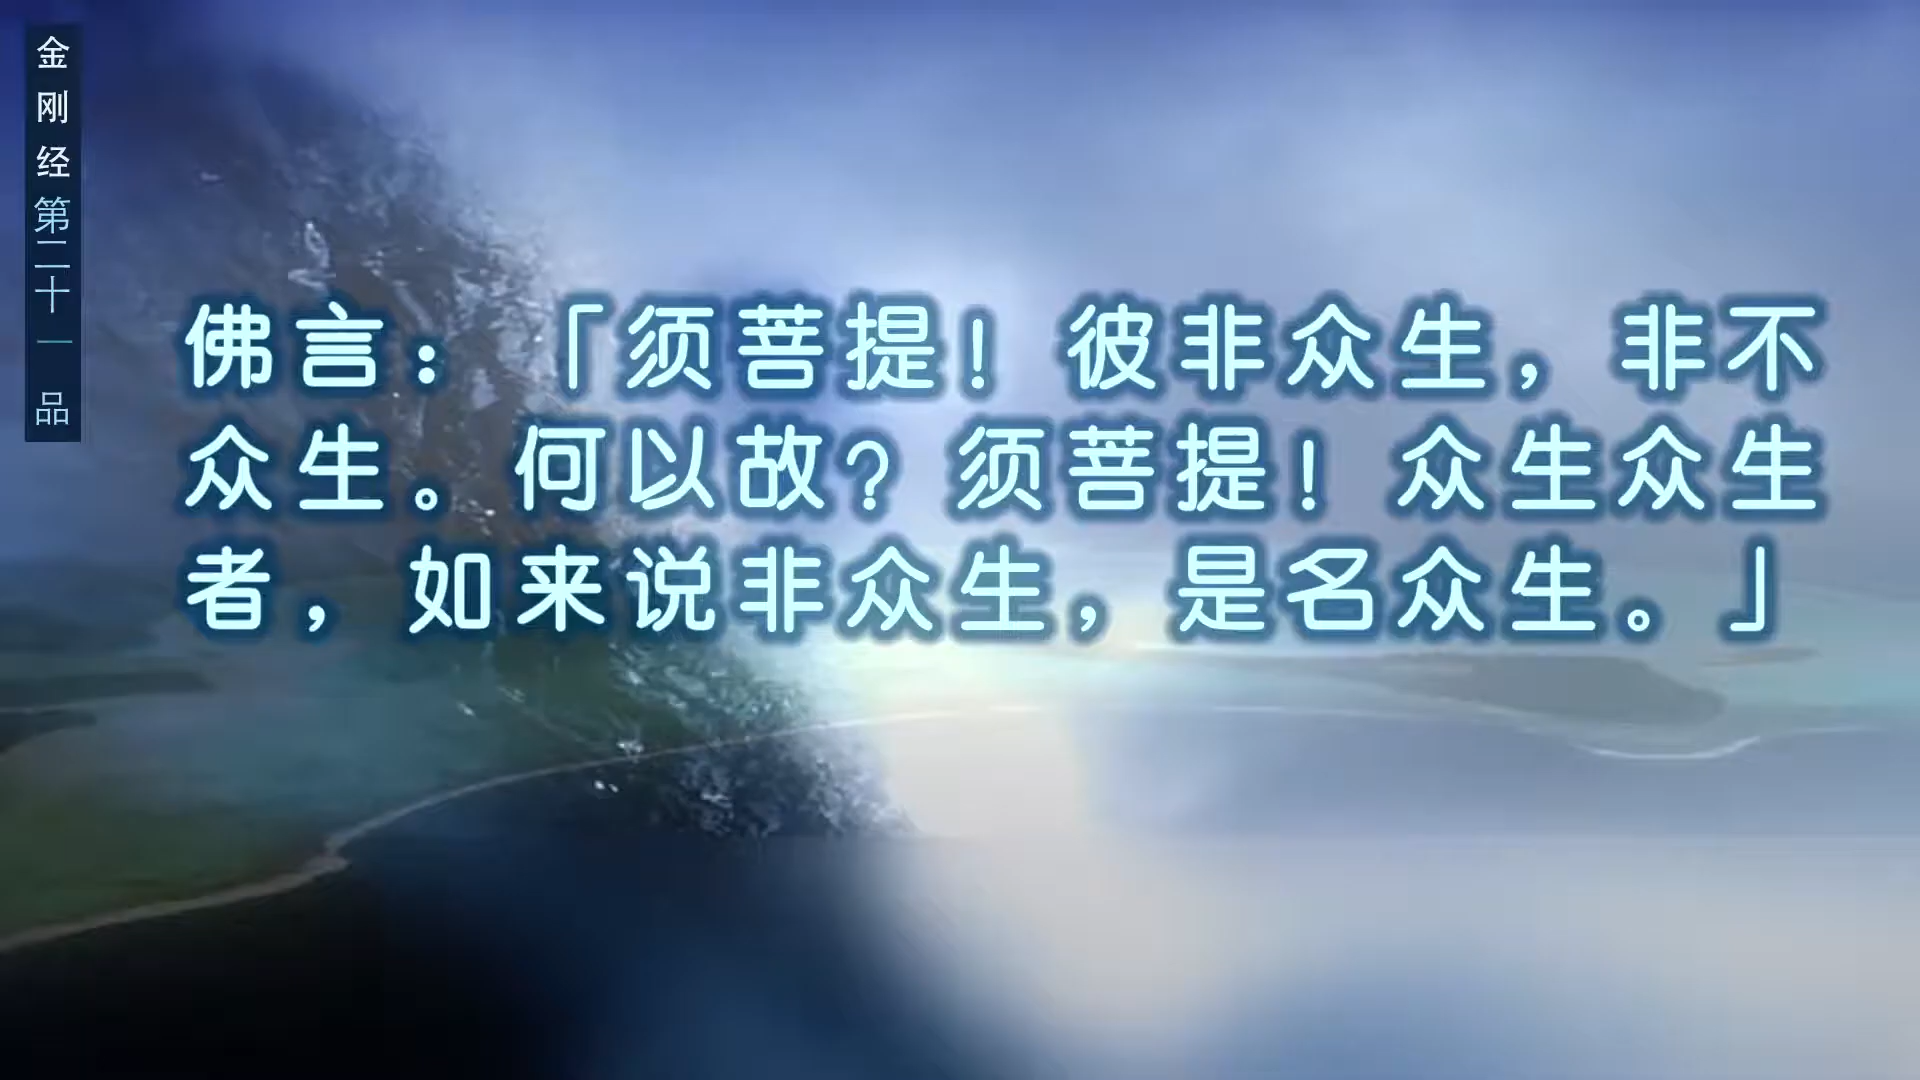 金刚经第二十一品
佛言：「须菩提！彼非众生，非不
众生。何以故？须菩提！众生众生
者，如来说非众生，是名众生。」